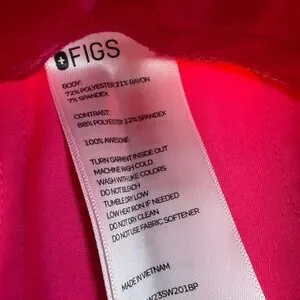 FIGS
BODY:
72% POLYESTER 21% RAYON
7% SPANDEX
CONTRAST:
88% POLYESTER 12% SPANDEX
100% AWESOME
TURN GARMENT INSIDE OUT
MACHINE WASH COLD
WASH WITH LIKE COLORS
DO NOT BLEACH
TUMBLE DRY LOW
LOW HEAT IRON IF NEEDED
DO NOT DRY CLEAN
DO NOT USE FABRIC SOFTENER
MADE IN VIETNAM
W23SW201BP